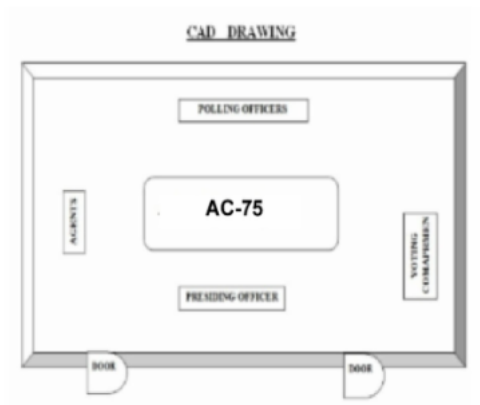 CAD DRAWING
POLLING OFFICERS
AGENTS
AC-75
VOTING
COMAPRMEN
PRESIDING OFFICER
DOOR
DOOR